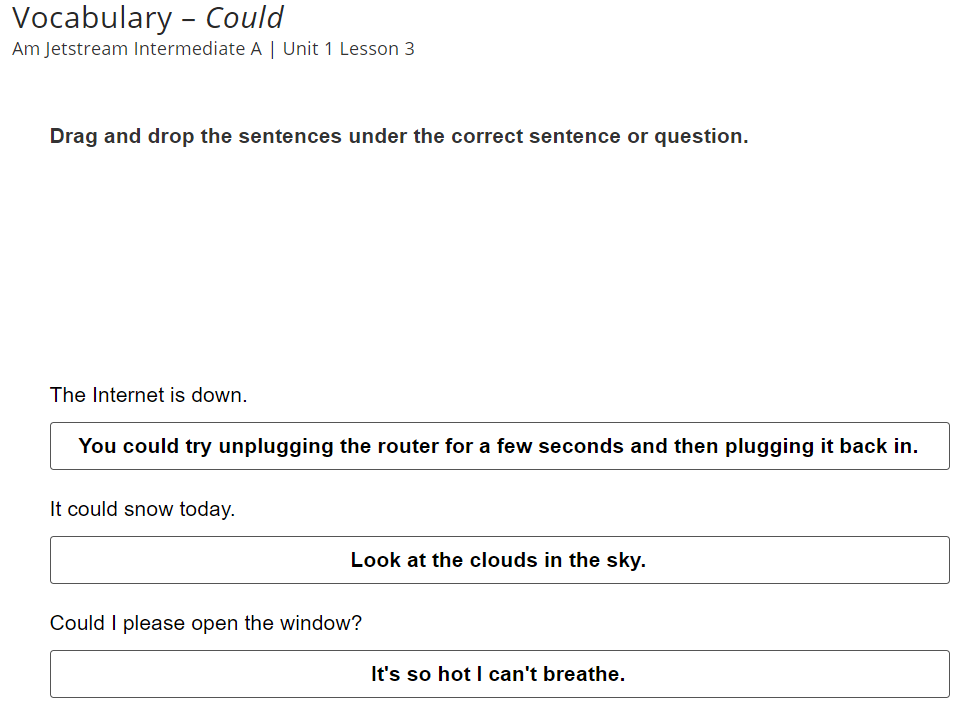 Vocabulary – Could
Am Jetstream Intermediate A | Unit 1 Lesson 3
Drag and drop the sentences under the correct sentence or question.
The Internet is down.
You could try unplugging the router for a few seconds and then plugging it back in.
It could snow today.
Look at the clouds in the sky.
Could I please open the window?
It's so hot I can't breathe.